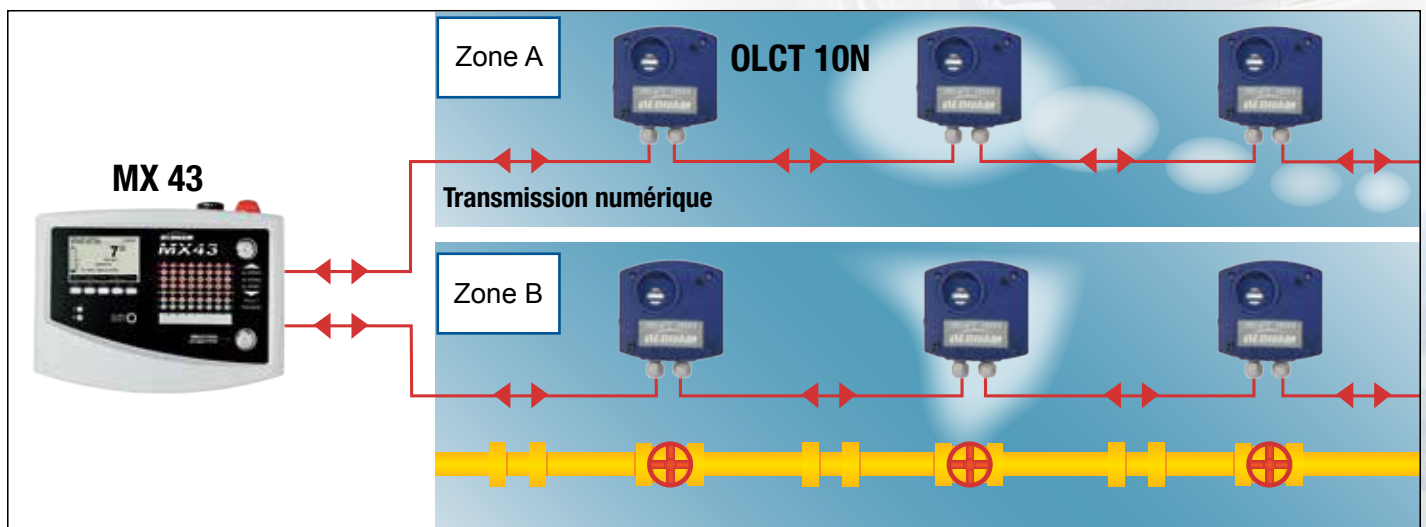 Zone A
OLCT 10N
MX 43
Transmission numérique
MX43
Zone B